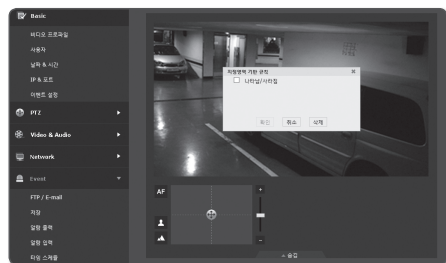 Basic
비디오 프로파일
사용자
날짜 & 시간
IP & 포트
이벤트 설정
PTZ
Video & Audio
Network
Event
FTP / E-mail
저장
알람 출력
알람 입력
타임 스케줄
지정영역 기반 규칙
나타남/사라짐
확인 취소 삭제
AF
숨김